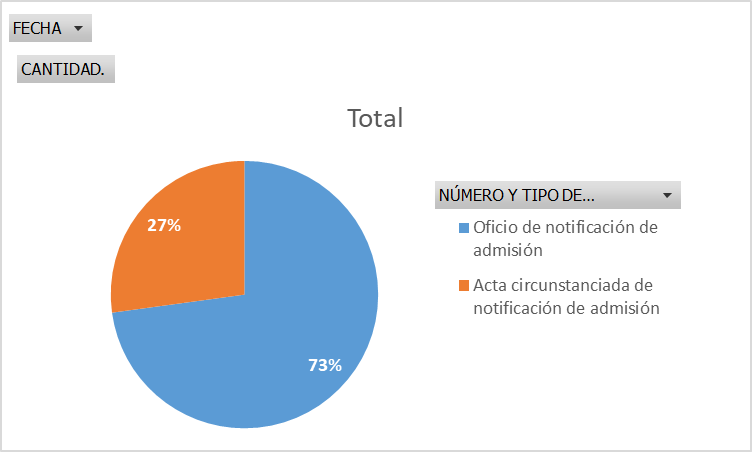 FECHA
CANTIDAD.
Total
27%
73%
NÚMERO Y TIPO DE...
Oficio de notificación de
admisión
Acta circunstanciada de
notificación de admisión